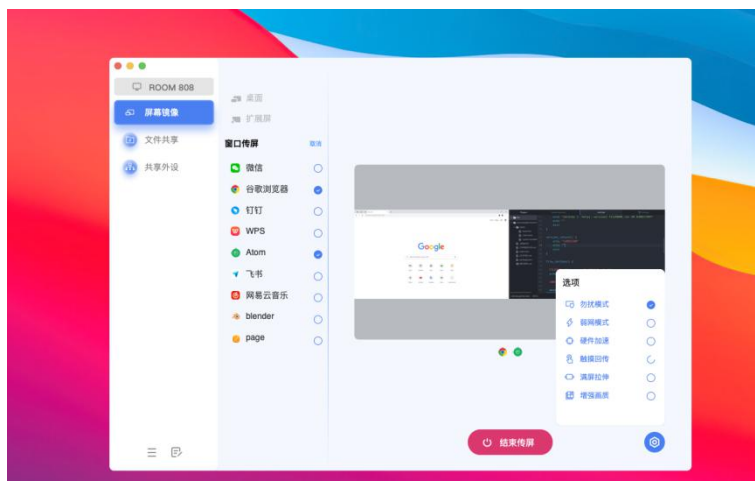 ROOM 808
屏幕镜像
文件共享
共享外设
桌面
扩展屏
窗口传屏
取消
微信
谷歌浏览器
钉钉
WPS
Atom
飞书
网易云音乐
blender
page
Google
选项
勿扰模式
弱网模式
硬件加速
触摸回传
满屏拉伸
增强画质
结束传屏